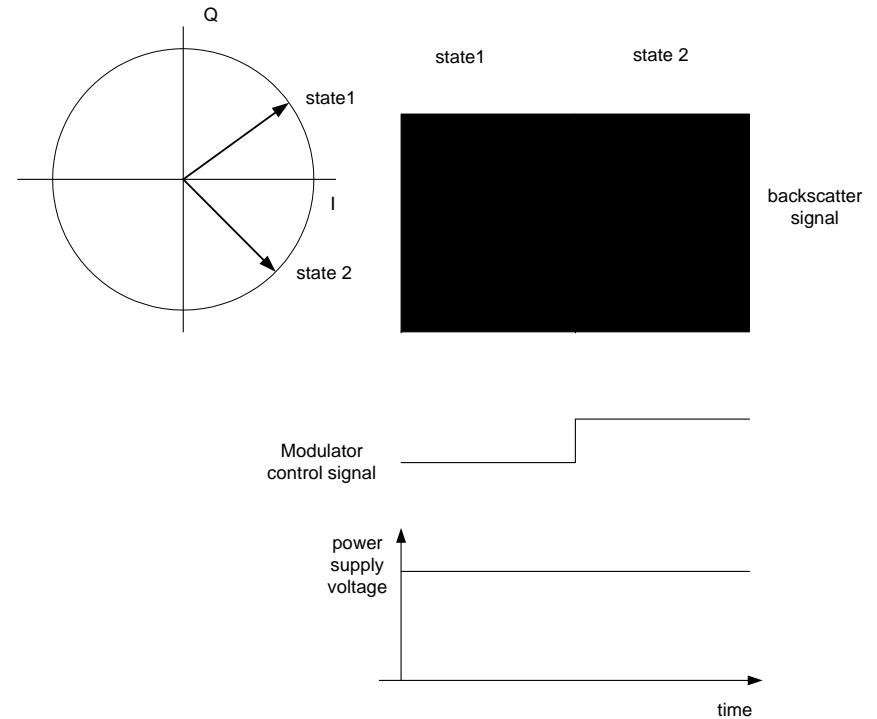 Q
state1
state 2
state1
I
backscatter
signal
state 2
Modulator
control signal
power
supply
voltage
time